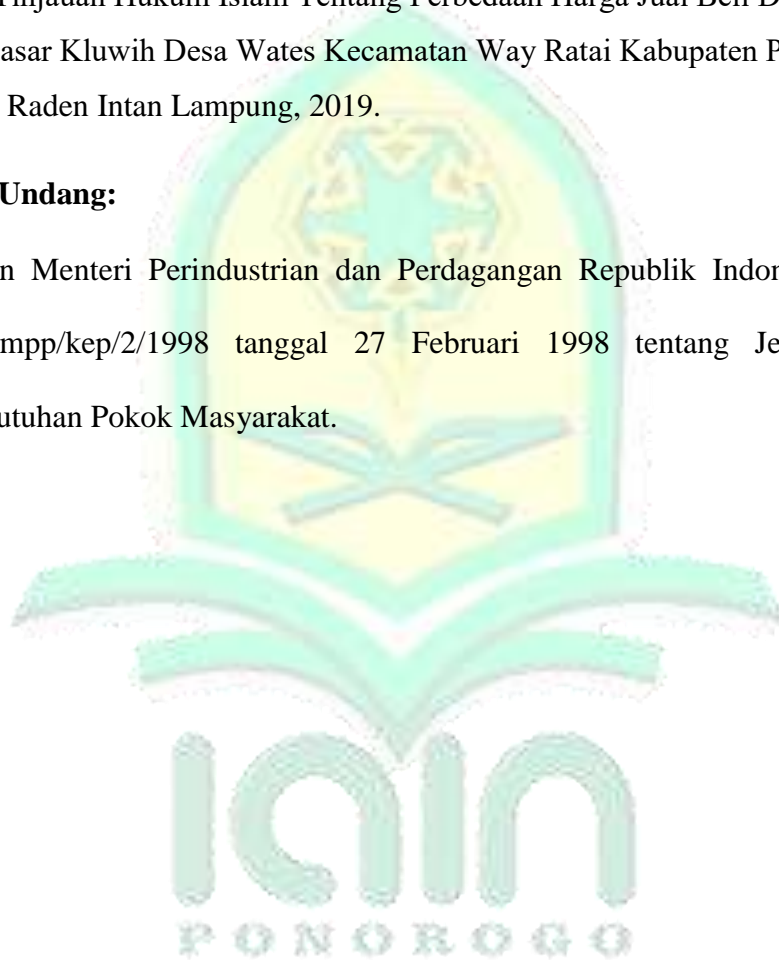 injauan Hukum Islam Tentang Perbedaan Harga Jual Beli D
asar Kluwih Desa Wates Kecamatan Way Ratai Kabupaten P
Raden Intan Lampung, 2019.
Undang:
n Menteri Perindustrian dan Perdagangan Republik Indon
mpp/kep/2/1998 tanggal 27 Februari 1998 tentang Je
utuhan Pokok Masyarakat.
iain
PONOROGO